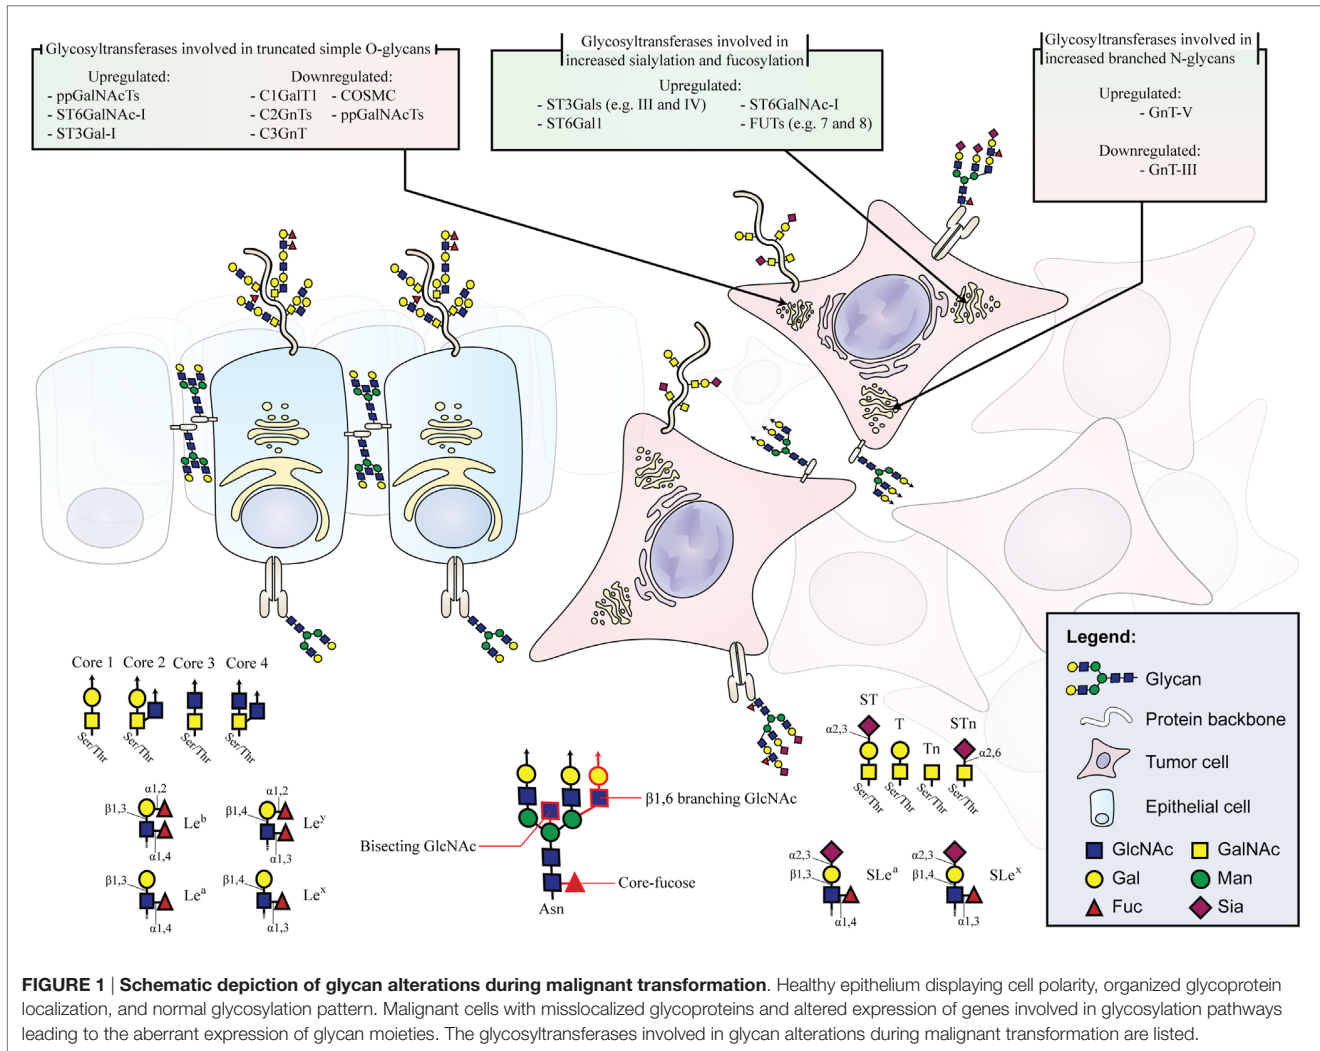 Glycosyltransferases involved in truncated simple O-glycans
Upregulated:
- ppGalNAcTs
- ST6GalNAc-I
- ST3Gal-I
Downregulated:
- C1GalT1
- C2GnTs
- C3GnT
- COSMC
- ppGalNAcTs
Glycosyltransferases involved in
increased sialylation and fucosylation
Upregulated:
- ST3Gals (e.g. III and IV)
- ST6Gal1
- ST6GalNAc-I
- FUTs (e.g. 7 and 8)
Glycosyltransferases involved in
increased branched N-glycans
Upregulated:
- GnT-V
Downregulated:
- GnT-III
Core 1
Core 2
Core 3
Core 4
Ser/Thr
Ser/Thr
Ser/Thr
Ser/Thr
α1,2
β1,3
Leᵇ
α1,4
α1,2
β1,4
Leʸ
α1,3
β1,3
Leᵃ
α1,4
β1,4
Leˣ
α1,3
β1,6 branching GlcNAc
Bisecting GlcNAc
Core-fucose
Asn
ST
α2,3
T
Tn
STn
α2,6
Ser/Thr
Ser/Thr
Ser/Thr
Ser/Thr
α2,3
β1,3
SLeᵃ
α1,4
α2,3
β1,4
SLeˣ
α1,3
Legend:
Glycan
Protein backbone
Tumor cell
Epithelial cell
GlcNAc
GalNAc
Gal
Man
Fuc
Sia
FIGURE 1 | Schematic depiction of glycan alterations during malignant transformation. Healthy epithelium displaying cell polarity, organized glycoprotein
localization, and normal glycosylation pattern. Malignant cells with misslocalized glycoproteins and altered expression of genes involved in glycosylation pathways
leading to the aberrant expression of glycan moieties. The glycosyltransferases involved in glycan alterations during malignant transformation are listed.